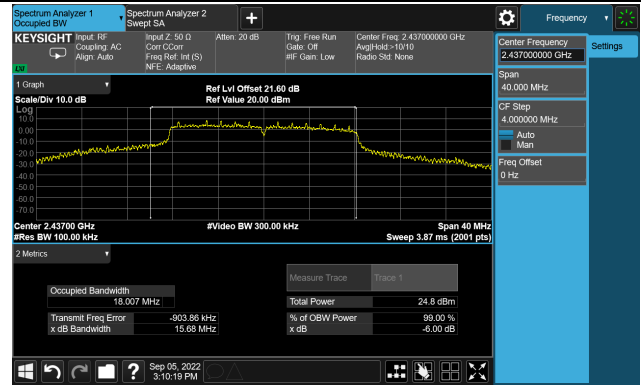 Spectrum Analyzer 1
Occupied BW
Spectrum Analyzer 2
Swept SA
Frequency
KEYSIGHT
Input: RF
Coupling: AC
Align: Auto
Input Z: 50 Ω
Corr CCorr
Freq Ref: Int (S)
NFE: Adaptive
Atten: 20 dB
Trig: Free Run
Gate: Off
#IF Gain: Low
Center Freq: 2.437000000 GHz
Avg|Hold:>10/10
Radio Std: None
LXI
Center Frequency
2.437000000 GHz
Settings
Span
40.000 MHz
CF Step
4.000000 MHz
Auto
Man
Freq Offset
0 Hz
1 Graph
Scale/Div 10.0 dB
Ref Lvl Offset 21.60 dB
Ref Value 20.00 dBm
Log
10.0
0.00
-10.0
-20.0
-30.0
-40.0
-50.0
-60.0
-70.0
Center 2.43700 GHz
#Res BW 100.00 kHz
#Video BW 300.00 kHz
Span 40 MHz
Sweep 3.87 ms (2001 pts)
2 Metrics
Measure Trace
Trace 1
Occupied Bandwidth
18.007 MHz
Total Power
24.8 dBm
Transmit Freq Error
-903.86 kHz
% of OBW Power
99.00 %
x dB Bandwidth
15.68 MHz
x dB
-6.00 dB
Sep 05, 2022
3:10:19 PM